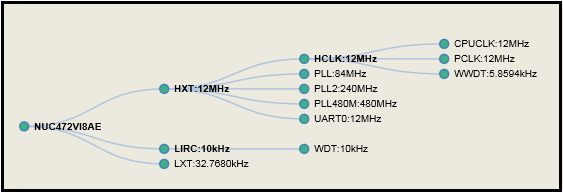 NUC472VI8AE
HXT:12MHz
HCLK:12MHz
CPUCLK:12MHz
PCLK:12MHz
WWDT:5.8594kHz
PLL:84MHz
PLL2:240MHz
PLL480M:480MHz
UART0:12MHz
LIRC:10kHz
WDT:10kHz
LXT:32.7680kHz